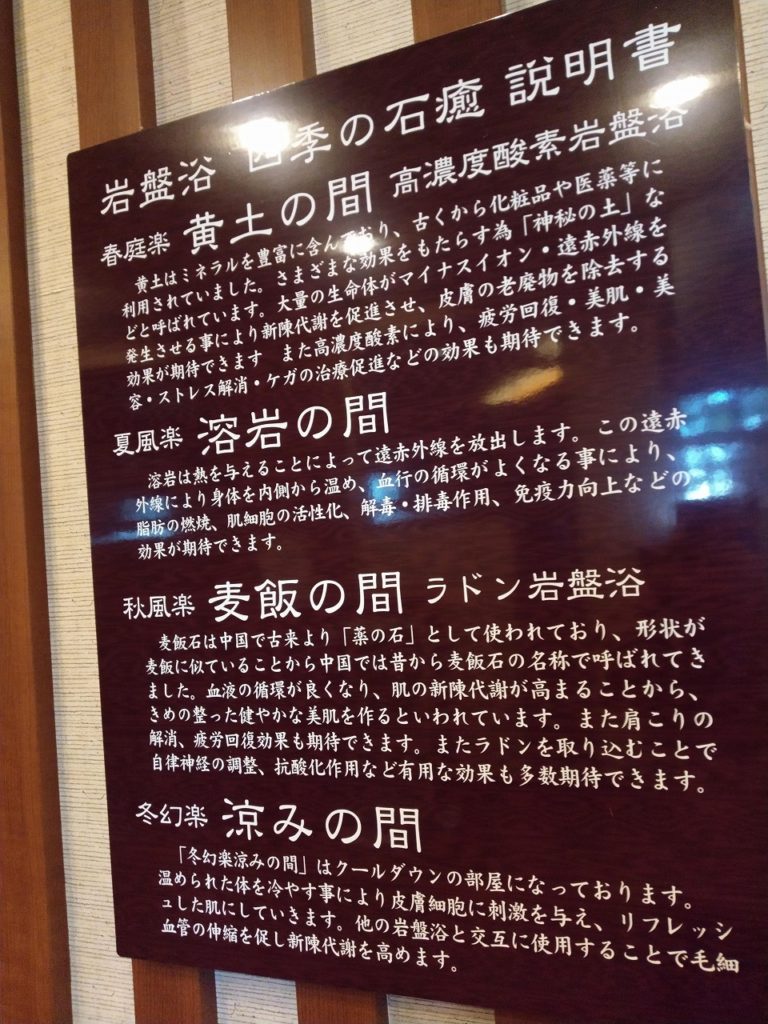 岩盤浴 四季の石癒 説明書
春庭楽 黄土の間 高濃度酸素岩盤浴
黄土はミネラルを豊富に含んでおり、古くから化粧品や医薬等に
利用されていました。さまざまな効果をもたらす為「神秘の土」な
どと呼ばれています。大量の生命体がマイナスイオン・遠赤外線を
発生させる事により新陳代謝を促進させ、皮膚の老廃物を除去する
効果が期待できます また高濃度酸素により、疲労回復・美肌・美
容・ストレス解消・ケガの治療促進などの効果も期待できます。
夏風楽 溶岩の間
溶岩は熱を与えることによって遠赤外線を放出します。この遠赤
外線により身体を内側から温め、血行の循環がよくなる事により、
脂肪の燃焼、肌細胞の活性化、解毒・排毒作用、免疫力向上などの
効果が期待できます。
秋風楽 麦飯の間 ラドン岩盤浴
麦飯石は中国で古来より「薬の石」として使われており、形状が
麦飯に似ていることから中国では昔から麦飯石の名称で呼ばれてき
ました。血液の循環が良くなり、肌の新陳代謝が高まることから、
きめの整った健やかな美肌を作るといわれています。また肩こりの
解消、疲労回復効果も期待できます。またラドンを取り込むことで
自律神経の調整、抗酸化作用など有用な効果も多数期待できます。
冬幻楽 涼みの間
「冬幻楽涼みの間」はクールダウンの部屋になっております。
温められた体を冷やす事により皮膚細胞に刺激を与え、リフレッシ
ュした肌にしていきます。他の岩盤浴と交互に使用することで毛細
血管の伸縮を促し新陳代謝を高めます。